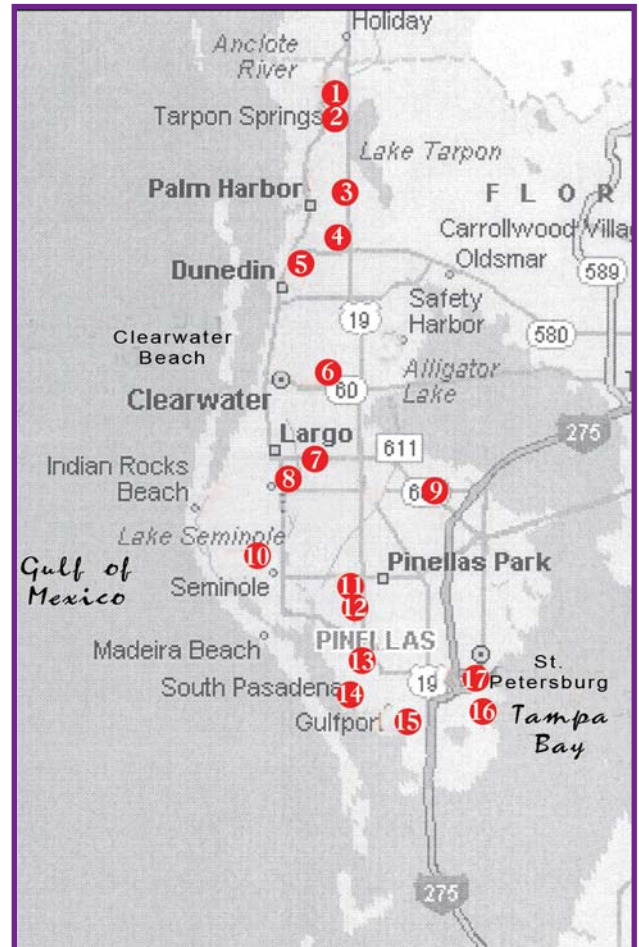 Holiday
Anclote
River
1
Tarpon Springs
2
Lake Tarpon
3
Palm Harbor
F L O R
4
Carrollwood Villag
5
Oldsmar
589
Dunedin
Safety
Harbor
19
580
Clearwater
Beach
6
60
Alligator
Lake
Clearwater
275
Largo
7
611
Indian Rocks
Beach
8
9
Lake Seminole
10
Gulf of
Mexico
Seminole
11
Pinellas Park
12
PINELLAS
Madeira Beach
13
St.
Petersburg
17
South Pasadena
14
19
16
Gulfport
15
Tampa
Bay
275